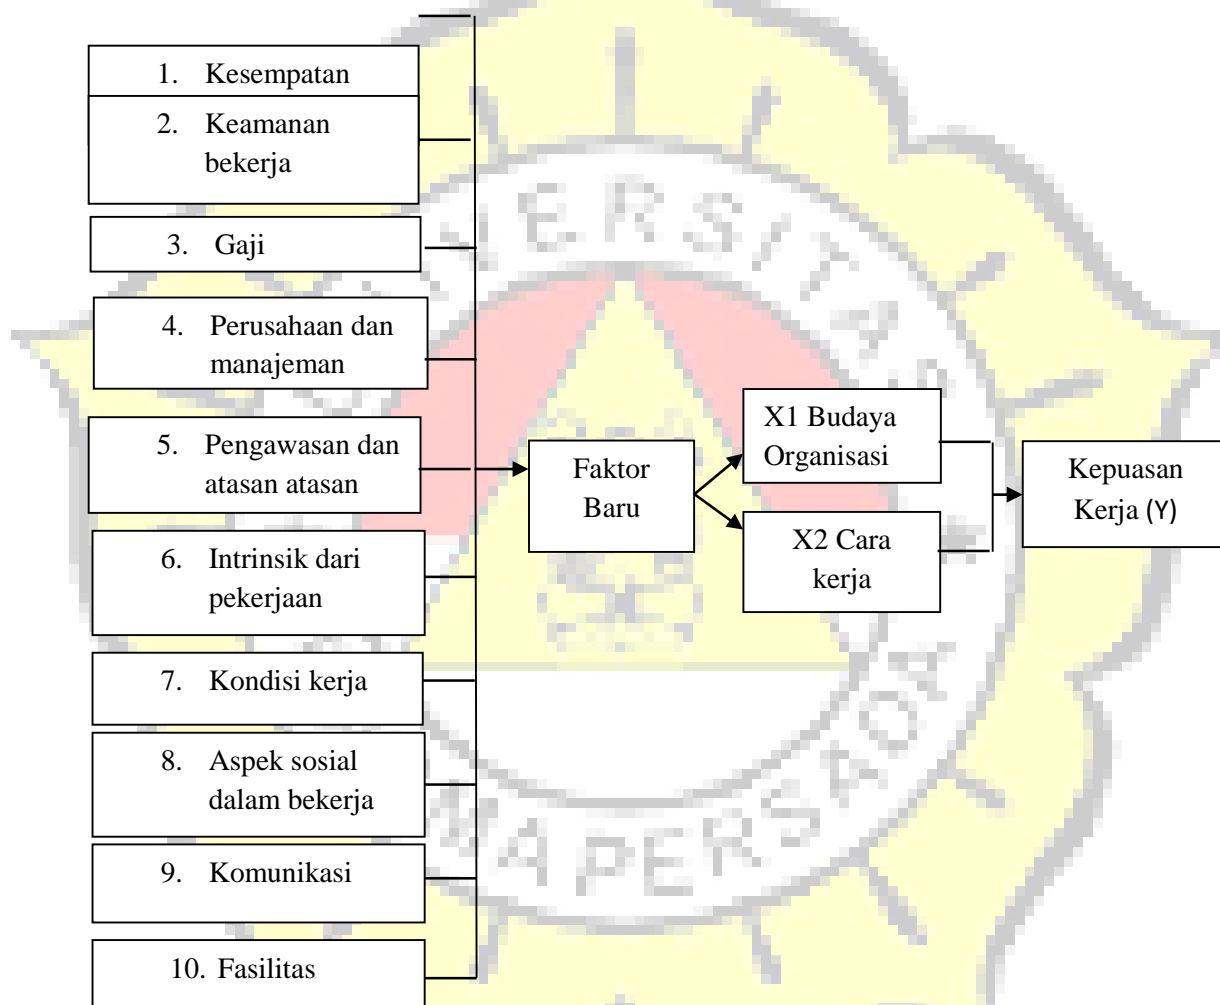 1. Kesempatan
2. Keamanan
bekerja
3. Gaji
4. Perusahaan dan
manajeman
5. Pengawasan dan
atasan atasan
6. Intrinsik dari
pekerjaan
7. Kondisi kerja
8. Aspek sosial
dalam bekerja
9. Komunikasi
10. Fasilitas
Faktor
Baru
X1 Budaya
Organisasi
X2 Cara
kerja
Kepuasan
Kerja (Y)
VERSITAS
MAPERSADA